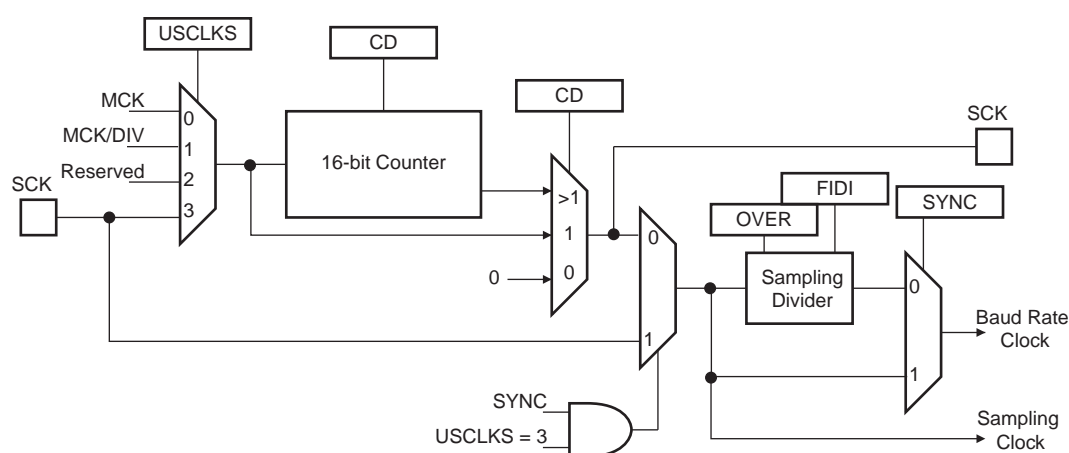 USCLKS
CD
CD
MCK
0
MCK/DIV
1
Reserved
2
SCK
3
16-bit Counter
>1
1
0
0
SCK
FIDI
OVER
SYNC
0
1
Sampling
Divider
0
1
Baud Rate
Clock
SYNC
USCLKS = 3
Sampling
Clock